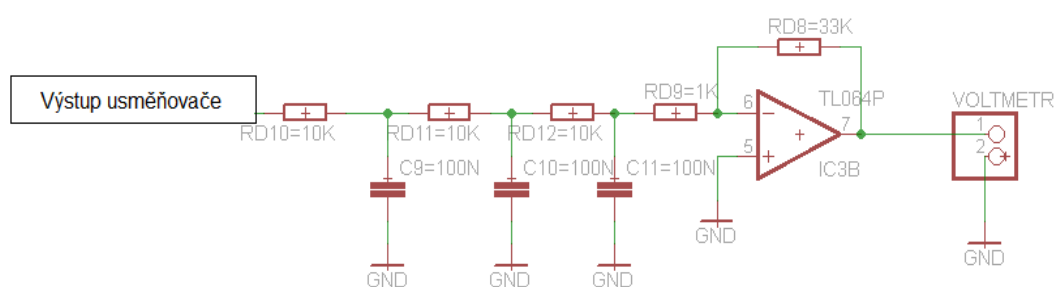 RD8=33K
Výstup usměňovače
RD9=1K
TL064P
VOLTMETR
RD10=10K
RD11=10K
RD12=10K
6
5
7
1
2
IC3B
C9=100N
C10=100N
C11=100N
GND
GND
GND
GND
GND